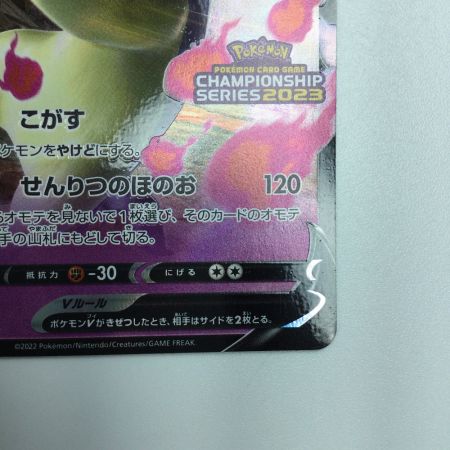 Pokémon
POKÉMON CARD GAME
CHAMPIONSHIP
SERIES 2023
こがす
ポケモンをやけどにする。
せんりつのほのお 120
オモテを見ないで1枚選び、そのカードのオモテ
手の山札にもどして切る。
抵抗力 -30 にげる
Vルール
ポケモンVがきぜつしたとき、相手はサイドを2枚とる。
©2022 Pokémon/Nintendo/Creatures/GAME FREAK